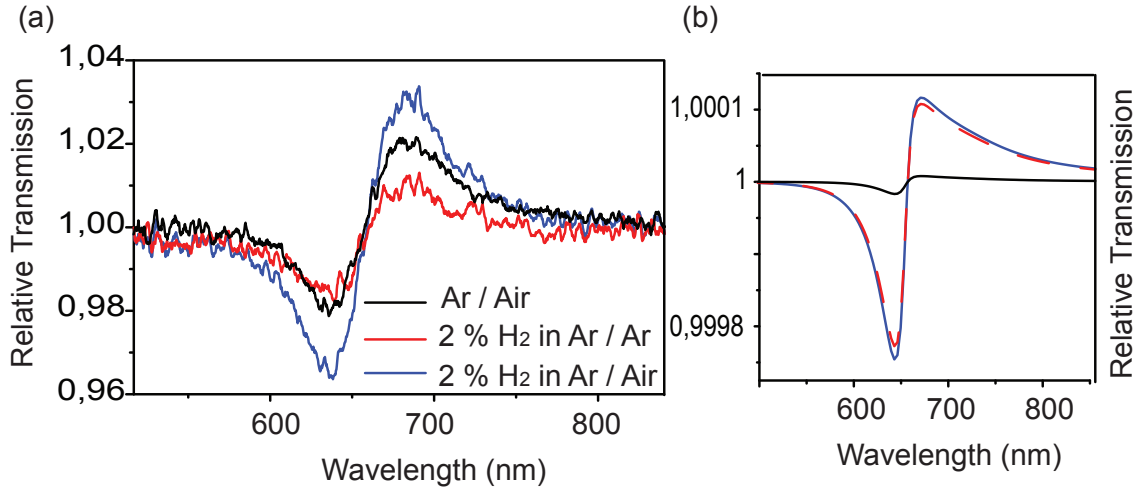 (a)
1,04
1,02
1,00
0,98
0,96
Relative Transmission
Ar / Air
2 % H2 in Ar / Ar
2 % H2 in Ar / Air
600
700
800
Wavelength (nm)
(b)
1,0001
1
0,9998
Relative Transmission
600
700
800
Wavelength (nm)